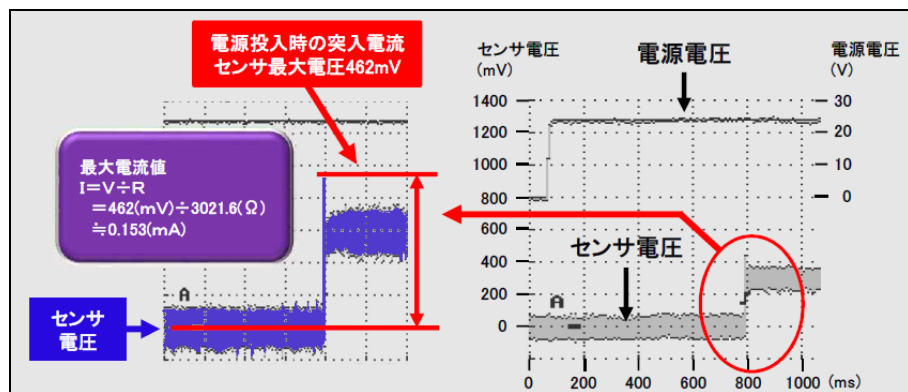 電源投入時の突入電流
センサ最大電圧462mV
最大電流値
I=V÷R
=462(mV)÷3021.6(Ω)
≒0.153(mA)
A
センサ
電圧
センサ電圧
(mV)
電源電圧
電源電圧
(V)
1400
1200
1000
800
600
400
200
0
30
20
10
0
センサ電圧
A
0 200 400 600 800 1000 (ms)